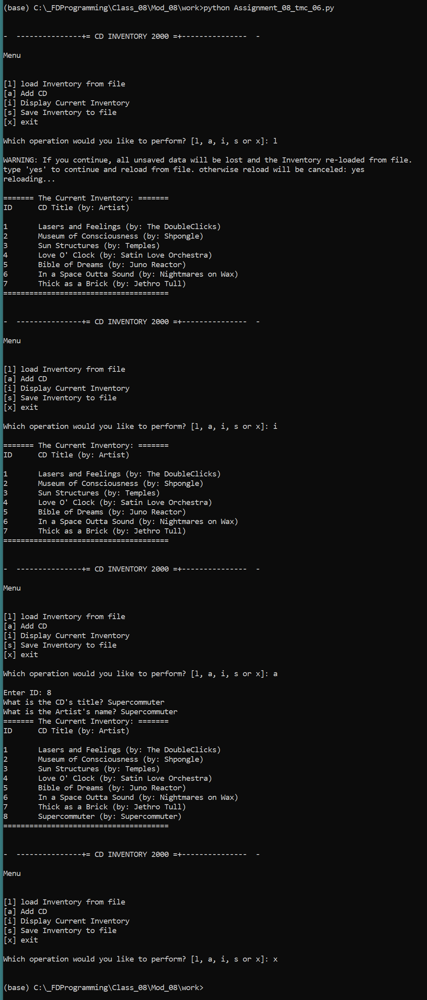 (base) C:\_FDProgramming\Class_08\Mod_08\work>python Assignment_08_tmc_06.py
-  ---------------+= CD INVENTORY 2000 =+---------------  -
Menu
[l] load Inventory from file
[a] Add CD
[i] Display Current Inventory
[s] Save Inventory to file
[x] exit
Which operation would you like to perform? [l, a, i, s or x]: l
WARNING: If you continue, all unsaved data will be lost and the Inventory re-loaded from file.
type 'yes' to continue and reload from file. otherwise reload will be canceled: yes
reloading...
======= The Current Inventory: =======
ID      CD Title (by: Artist)
1       Lasers and Feelings (by: The DoubleClicks)
2       Museum of Consciousness (by: Shpongle)
3       Sun Structures (by: Temples)
4       Love O' Clock (by: Satin Love Orchestra)
5       Bible of Dreams (by: Juno Reactor)
6       In a Space Outta Sound (by: Nightmares on Wax)
7       Thick as a Brick (by: Jethro Tull)
======================================
-  ---------------+= CD INVENTORY 2000 =+---------------  -
Menu
[l] load Inventory from file
[a] Add CD
[i] Display Current Inventory
[s] Save Inventory to file
[x] exit
Which operation would you like to perform? [l, a, i, s or x]: i
======= The Current Inventory: =======
ID      CD Title (by: Artist)
1       Lasers and Feelings (by: The DoubleClicks)
2       Museum of Consciousness (by: Shpongle)
3       Sun Structures (by: Temples)
4       Love O' Clock (by: Satin Love Orchestra)
5       Bible of Dreams (by: Juno Reactor)
6       In a Space Outta Sound (by: Nightmares on Wax)
7       Thick as a Brick (by: Jethro Tull)
======================================
-  ---------------+= CD INVENTORY 2000 =+---------------  -
Menu
[l] load Inventory from file
[a] Add CD
[i] Display Current Inventory
[s] Save Inventory to file
[x] exit
Which operation would you like to perform? [l, a, i, s or x]: a
Enter ID: 8
What is the CD's title? Supercommuter
What is the Artist's name? Supercommuter
======= The Current Inventory: =======
ID      CD Title (by: Artist)
1       Lasers and Feelings (by: The DoubleClicks)
2       Museum of Consciousness (by: Shpongle)
3       Sun Structures (by: Temples)
4       Love O' Clock (by: Satin Love Orchestra)
5       Bible of Dreams (by: Juno Reactor)
6       In a Space Outta Sound (by: Nightmares on Wax)
7       Thick as a Brick (by: Jethro Tull)
8       Supercommuter (by: Supercommuter)
======================================
-  ---------------+= CD INVENTORY 2000 =+---------------  -
Menu
[l] load Inventory from file
[a] Add CD
[i] Display Current Inventory
[s] Save Inventory to file
[x] exit
Which operation would you like to perform? [l, a, i, s or x]: x
(base) C:\_FDProgramming\Class_08\Mod_08\work>